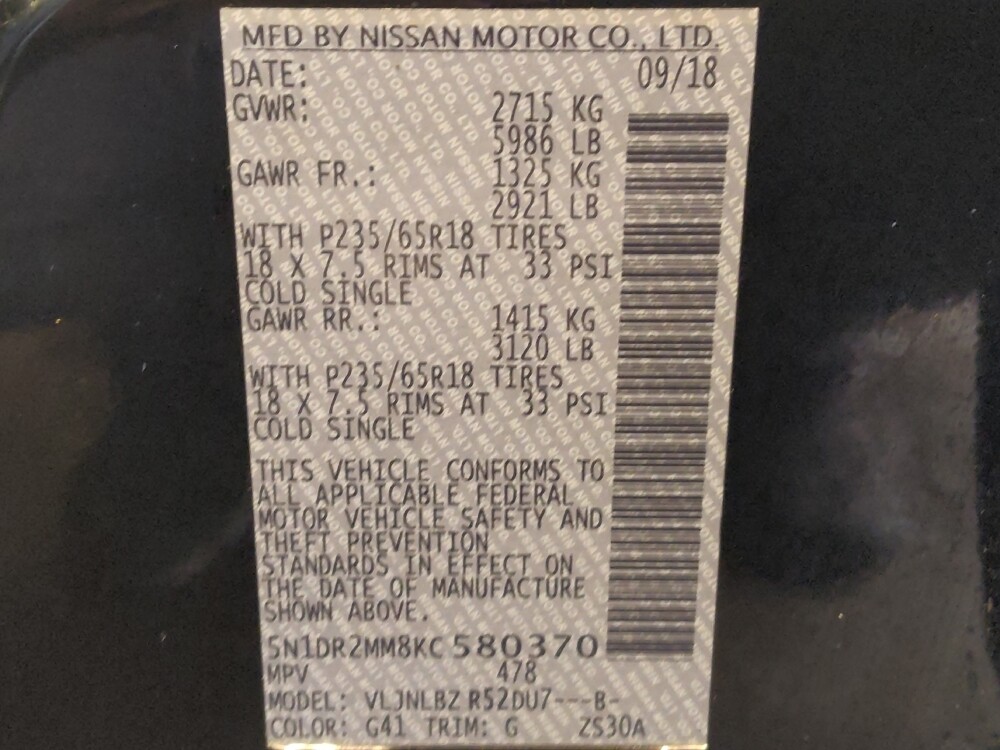 MFD BY NISSAN MOTOR CO., LTD.
DATE: 09/18
GVWR: 2715 KG
5986 LB
GAWR FR.: 1325 KG
2921 LB
WITH P235/65R18 TIRES
18 X 7.5 RIMS AT 33 PSI
COLD SINGLE
GAWR RR.: 1415 KG
3120 LB
WITH P235/65R18 TIRES
18 X 7.5 RIMS AT 33 PSI
COLD SINGLE
THIS VEHICLE CONFORMS TO
ALL APPLICABLE FEDERAL
MOTOR VEHICLE SAFETY AND
THEFT PREVENTION
STANDARDS IN EFFECT ON
THE DATE OF MANUFACTURE
SHOWN ABOVE.
5N1DR2MM8KC580370
MPV 478
MODEL: VLJNLBZ R52DU7---B-
COLOR: G41 TRIM: G ZS30A